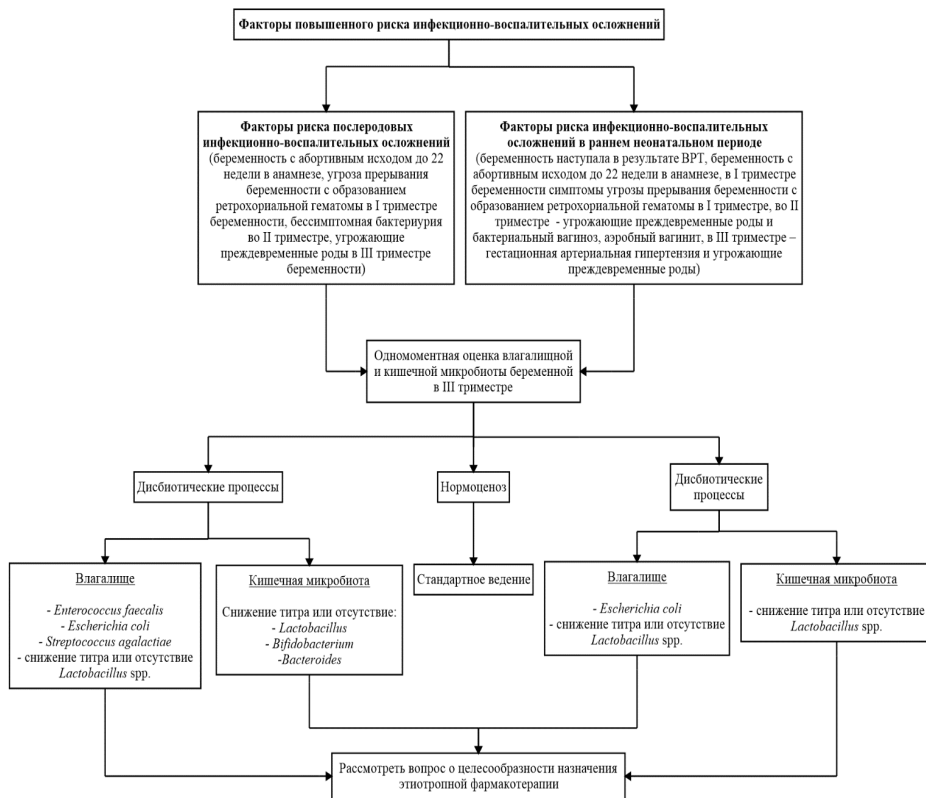 Факторы повышенного риска инфекционно-воспалительных осложнений
Факторы риска послеродовых
инфекционно-воспалительных осложнений
(беременность с абортивным исходом до 22
недели в анамнезе, угроза прерывания
беременности с образованием
ретрохориальной гематомы в I триместре
беременности, бессимптомная бактериурия
во II триместре, угрожающие
преждевременные роды в III триместре
беременности)
Факторы риска инфекционно-воспалительных
осложнений в раннем неонатальном периоде
(беременность наступала в результате ВРТ, беременность с
абортивным исходом до 22 недели в анамнезе, в I триместре
беременности симптомы угрозы прерывания беременности с
образованием ретрохориальной гематомы в I триместре, во II
триместре - угрожающие преждевременные роды и
бактериальный вагиноз, аэробный вагинит, в III триместре –
гестационная артериальная гипертензия и угрожающие
преждевременные роды)
Одномоментная оценка влагалищной
и кишечной микробиоты беременной
в III триместре
Дисбиотические процессы
Нормоценоз
Дисбиотические
процессы
Влагалище
- Enterococcus faecalis
- Escherichia coli
- Streptococcus agalactiae
- снижение титра или отсутствие
Lactobacillus spp.
Кишечная микробиота
Снижение титра или отсутствие:
- Lactobacillus
- Bifidobacterium
-Bacteroides
Стандартное ведение
Влагалище
- Escherichia coli
- снижение титра или отсутствие
Lactobacillus spp.
Кишечная микробиота
- снижение титра или отсутствие
Lactobacillus spp.
Рассмотреть вопрос о целесообразности назначения
этиотропной фармакотерапии